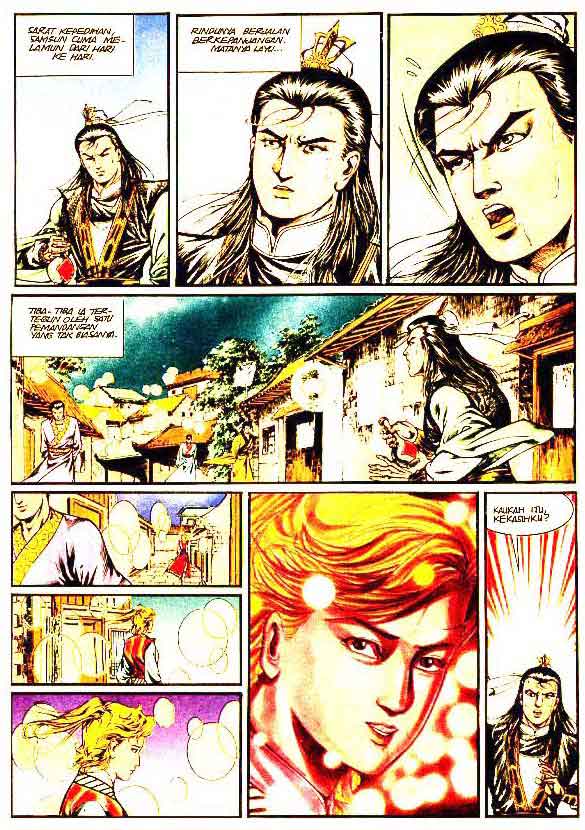 SARAT KEPEDIHAN,
SAMSUN CUMA ME-
LAMUN DARI HARI
KE HARI.
RINDUNYA BERJALAN
BERKEPANJANGAN.
MATANYA LAYU...
TIBA-TIBA IA TER-
TEGUN OLEH SATU
PEMANDANGAN
YANG TAK BIASANYA.
KAUKAH ITU,
KEKASIHKU?